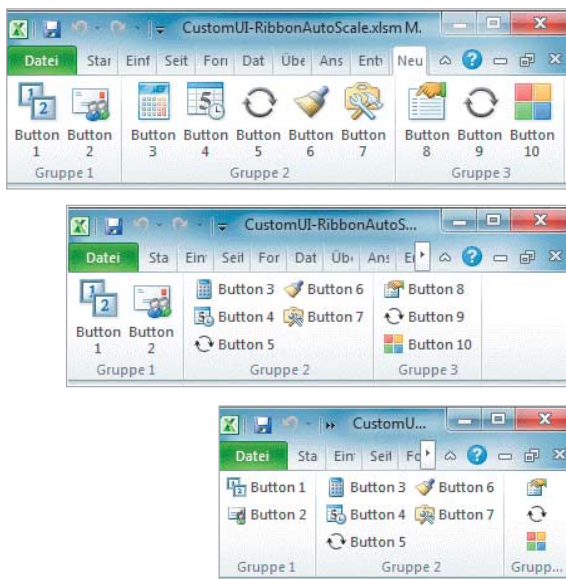 CustomUI-RibbonAutoScale.xlsm M.
Datei Star Einf Seit Forı Dat Übe Ans Entı Neu
Button 1 Button 2 Button 3 Button 4 Button 5 Button 6 Button 7 Button 8 Button 9 Button 10
Gruppe 1 Gruppe 2 Gruppe 3
CustomUI-RibbonAutoS...
Datei Sta Ein Seit For Dat Übı Ans E
Button 1 Button 2
Button 3 Button 6 Button 8
Button 4 Button 7 Button 9
Button 5 Button 10
Gruppe 1 Gruppe 2 Gruppe 3
CustomU...
Datei Sta Ein Seit Fo
Button 1 Button 3 Button 6
Button 2 Button 4 Button 7
Button 5
Gruppe 1 Gruppe 2 Grupp...